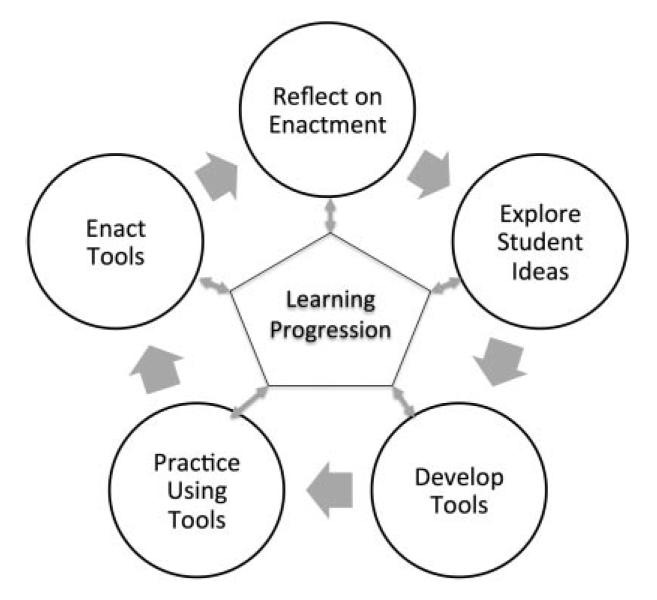 Reflect on
Enactment
Explore
Student
Ideas
Develop
Tools
Practice
Using
Tools
Enact
Tools
Learning
Progression